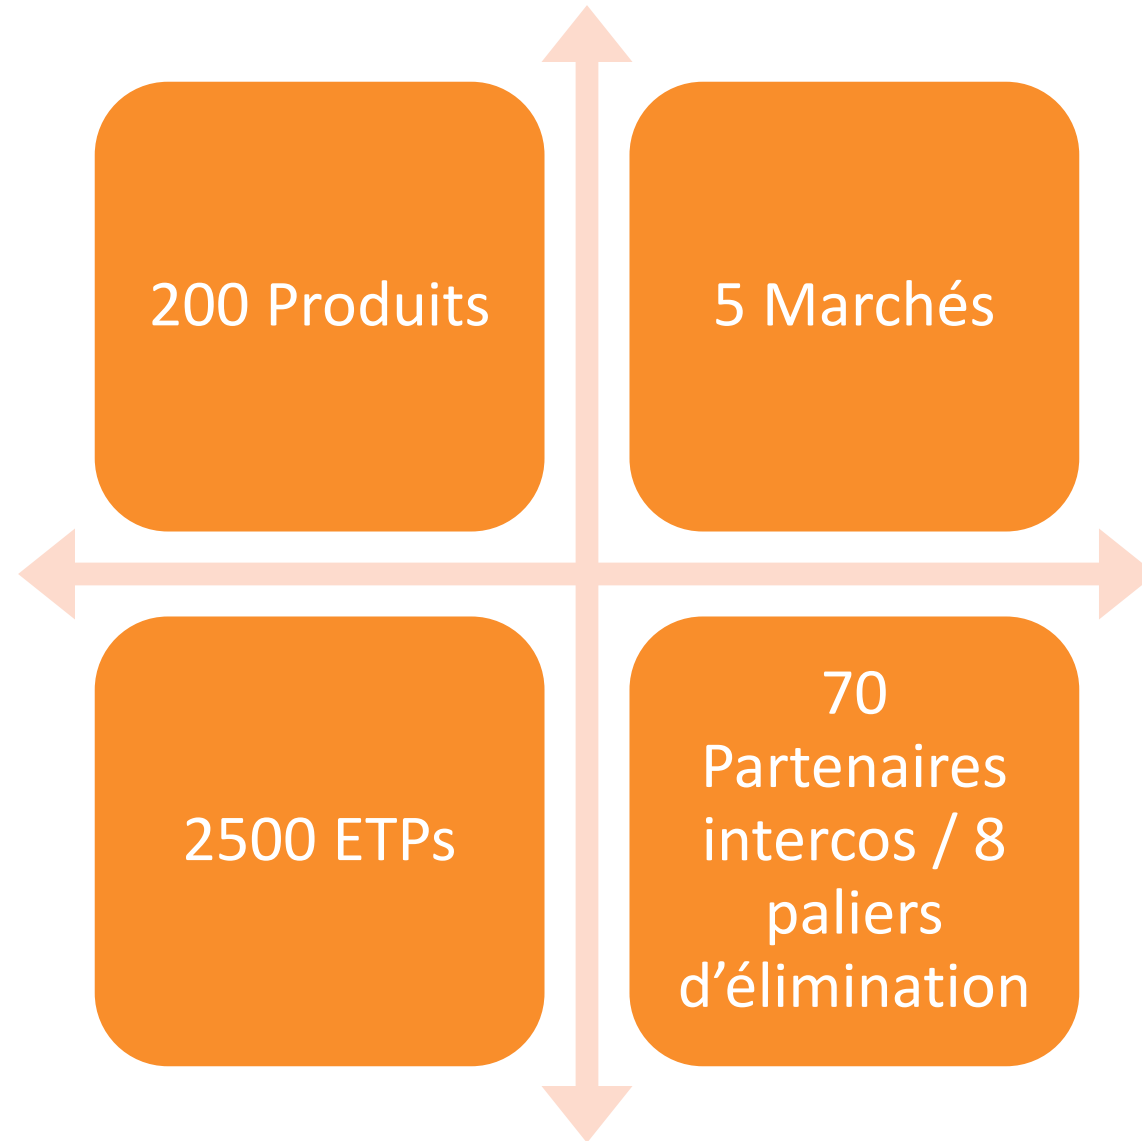 200 Produits
5 Marchés
2500 ETPs
70
Partenaires
intercos / 8
paliers
d’élimination